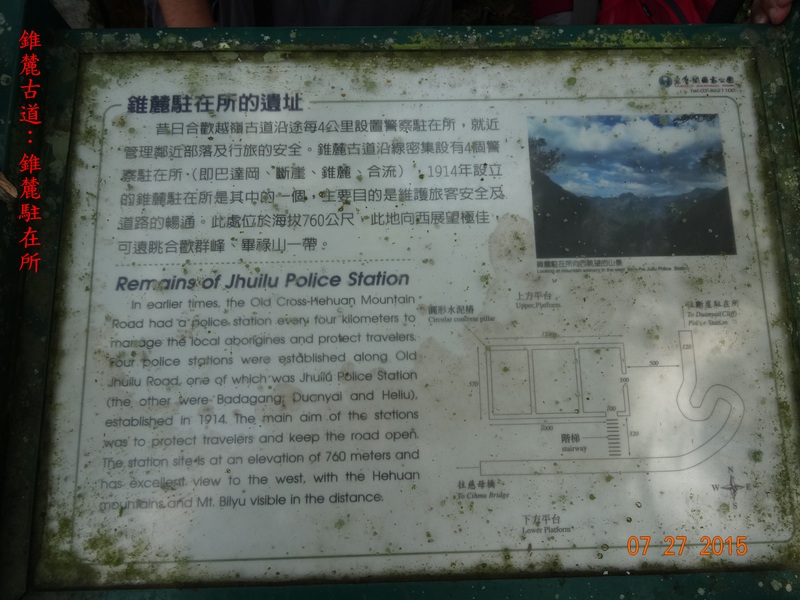 錐麓古道：錐麓駐在所
錐麓駐在所的遺址
昔日合歡越嶺古道沿途每4公里設置警察駐在所，就近
管理鄰近部落及行旅的安全。錐麓古道沿線密集設有4個警
察駐在所（即巴達岡、斷崖、錐麓、合流），1914年設立
的錐麓駐在所是其中的一個，主要目的是維護旅客安全及
道路的暢通。此處位於海拔760公尺，此地向西展望極佳，
可遠眺合歡群峰、畢祿山一帶。
Remains of Jhuilu Police Station
In earlier times, the Old Cross-Hehuan Mountain
Road had a police station every four kilometers to
manage the local aborigines and protect travelers.
Four police stations were established along Old
Jhuilu Road, one of which was Jhuilu Police Station
(the other were Badagang, Duanyai and Heliu),
established in 1914. The main aim of the stations
was to protect travelers and keep the road open.
The station site is at an elevation of 760 meters and
has excellent view to the west, with the Hehuan
mountains and Mt. Bilyu visible in the distance.
圓形水泥樁
Circular concrete pillar
上方平台
Upper Platform
往斷崖駐在所
To Duanyai(Cliff)
Police Station
階梯
stairway
往慈母橋
To Cihmu Bridge
下方平台
Lower Platform
N
W
E
S
07 27 2015